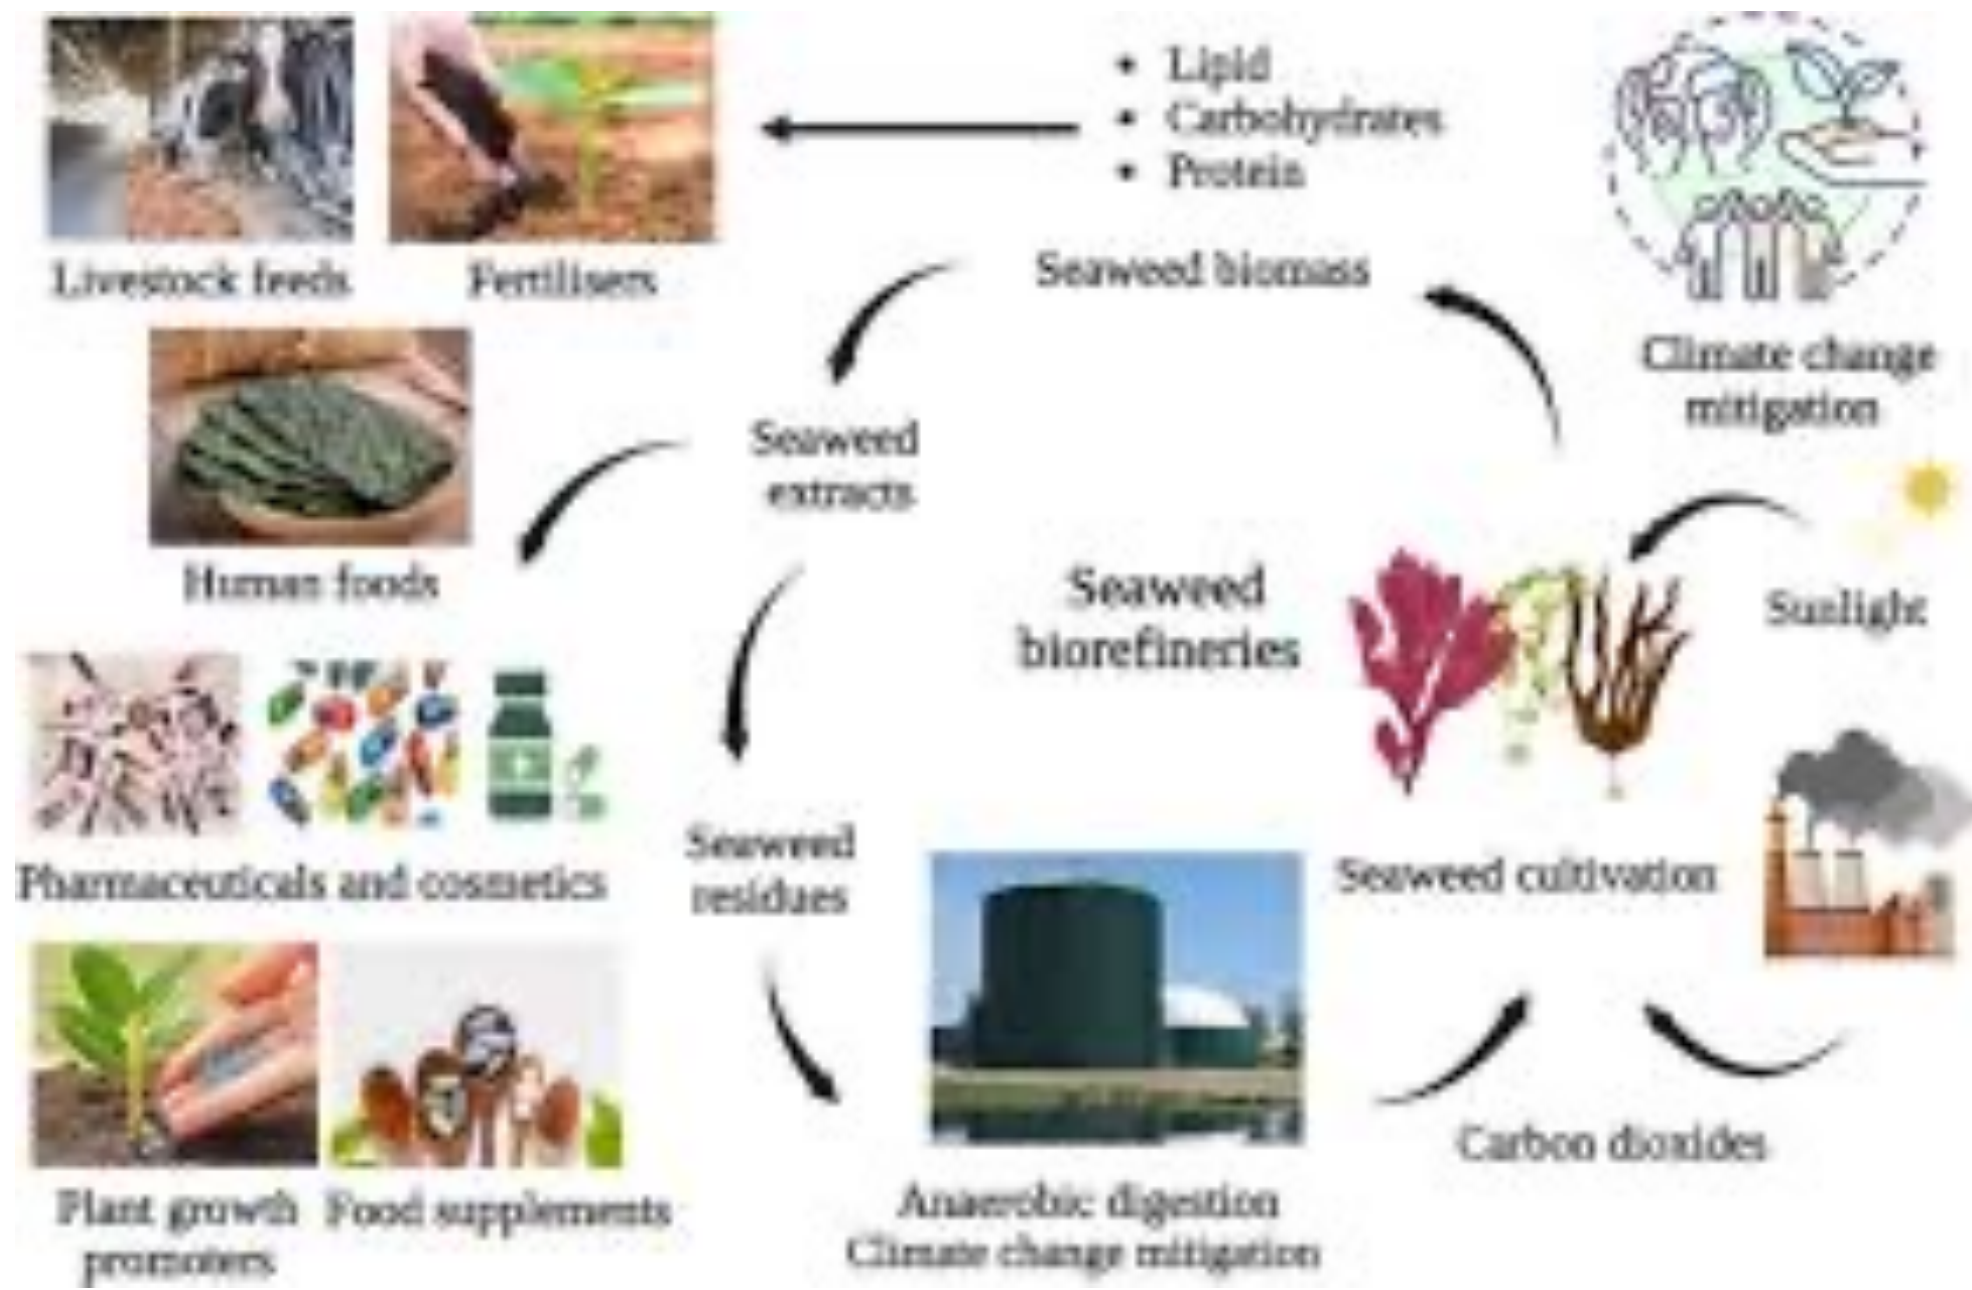 Lipid
Carbohydrates
Protein
Livestock feeds
Fertilisers
Seaweed biomass
Climate change
mitigation
Seaweed
extracts
Human foods
Seaweed
biorefineries
Sunlight
Pharmaceuticals and cosmetics
Seaweed
residues
Seaweed cultivation
Carbon dioxides
Plant growth
promoters
Food supplements
Anaerobic digestion
Climate change mitigation